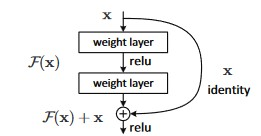 x
weight layer
F(x)
relu
weight layer
x
identity
F(x) + x
relu